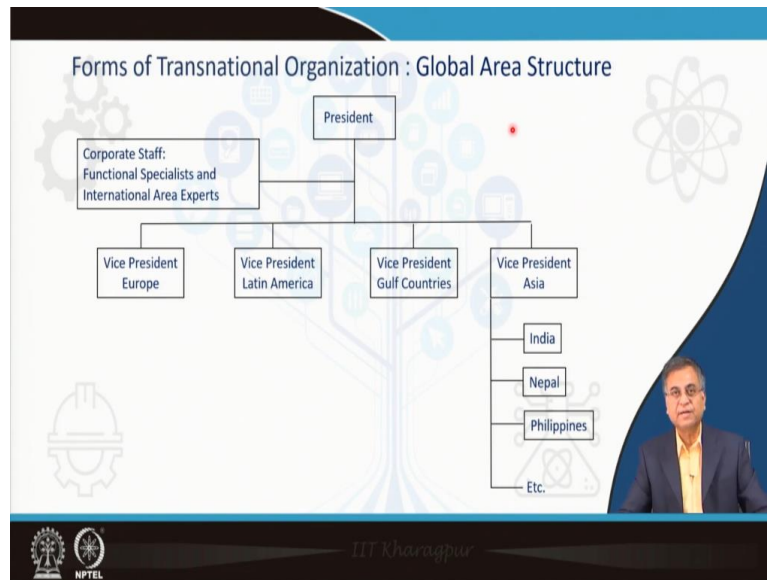 Forms of Transnational Organization : Global Area Structure
President
Corporate Staff:
Functional Specialists and
International Area Experts
Vice President
Europe
Vice President
Latin America
Vice President
Gulf Countries
Vice President
Asia
India
Nepal
Philippines
Etc.
NPTEL
IIT Kharagpur